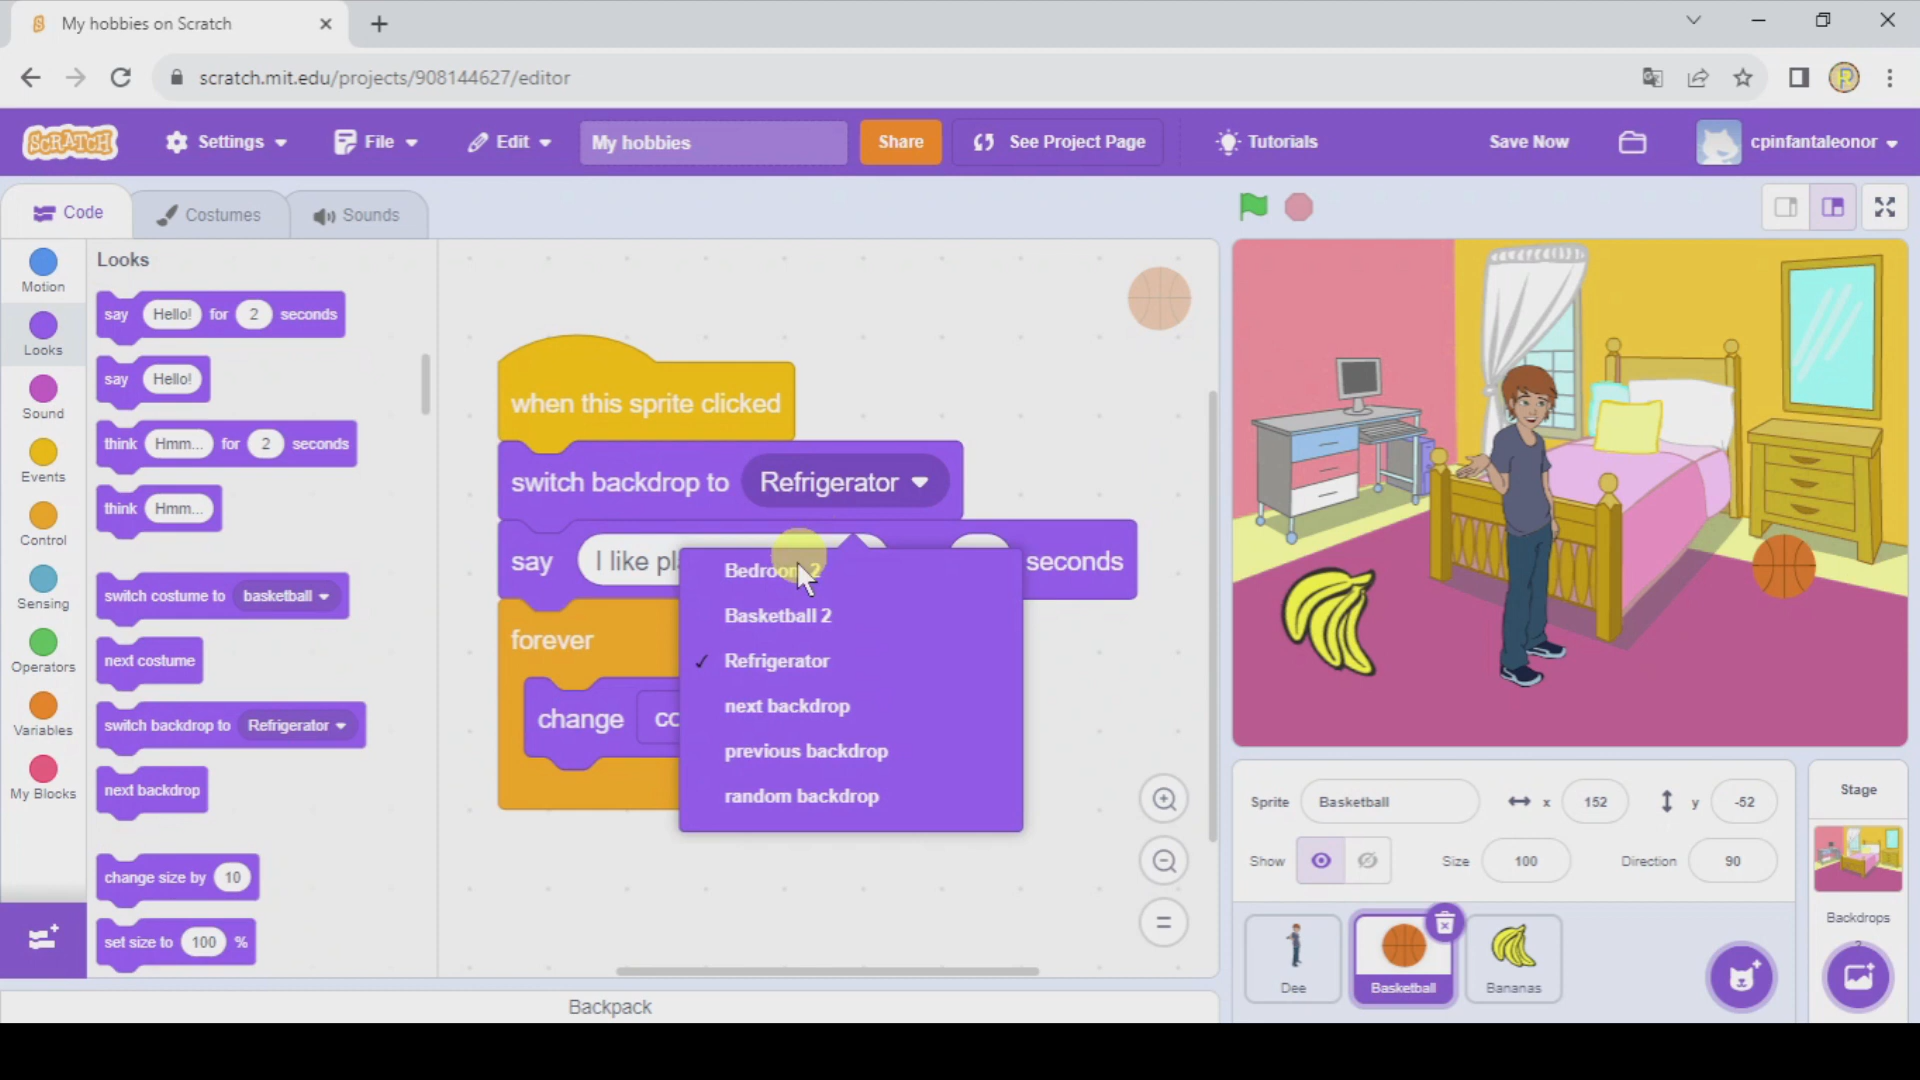 My hobbies on Scratch
scratch.mit.edu/projects/908144627/editor
SCRATCH
Settings
File
Edit
My hobbies
Share
See Project Page
Tutorials
Save Now
cpinfantaleonor
Code
Costumes
Sounds
Motion
Looks
Sound
Events
Control
Sensing
Operators
Variables
My Blocks
Looks
say Hello! for 2 seconds
say Hello!
think Hmm... for 2 seconds
think Hmm...
switch costume to basketball
next costume
switch backdrop to Refrigerator
next backdrop
change size by 10
set size to 100 %
when this sprite clicked
switch backdrop to Refrigerator
say I like seconds
forever
change
Bedroom 2
Basketball 2
✓ Refrigerator
next backdrop
previous backdrop
random backdrop
Backpack
Sprite Basketball x 152 y -52
Show Size 100 Direction 90
Dee
Basketball
Bananas
Stage
Backdrops